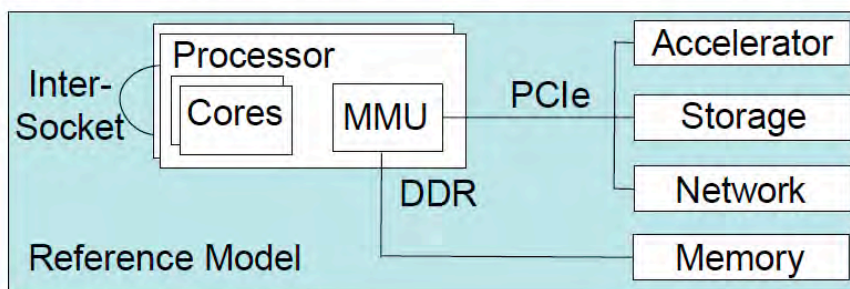 Accelerator
Processor
Inter-
Socket
Cores
MMU
PCIe
Storage
DDR
Network
Reference Model
Memory